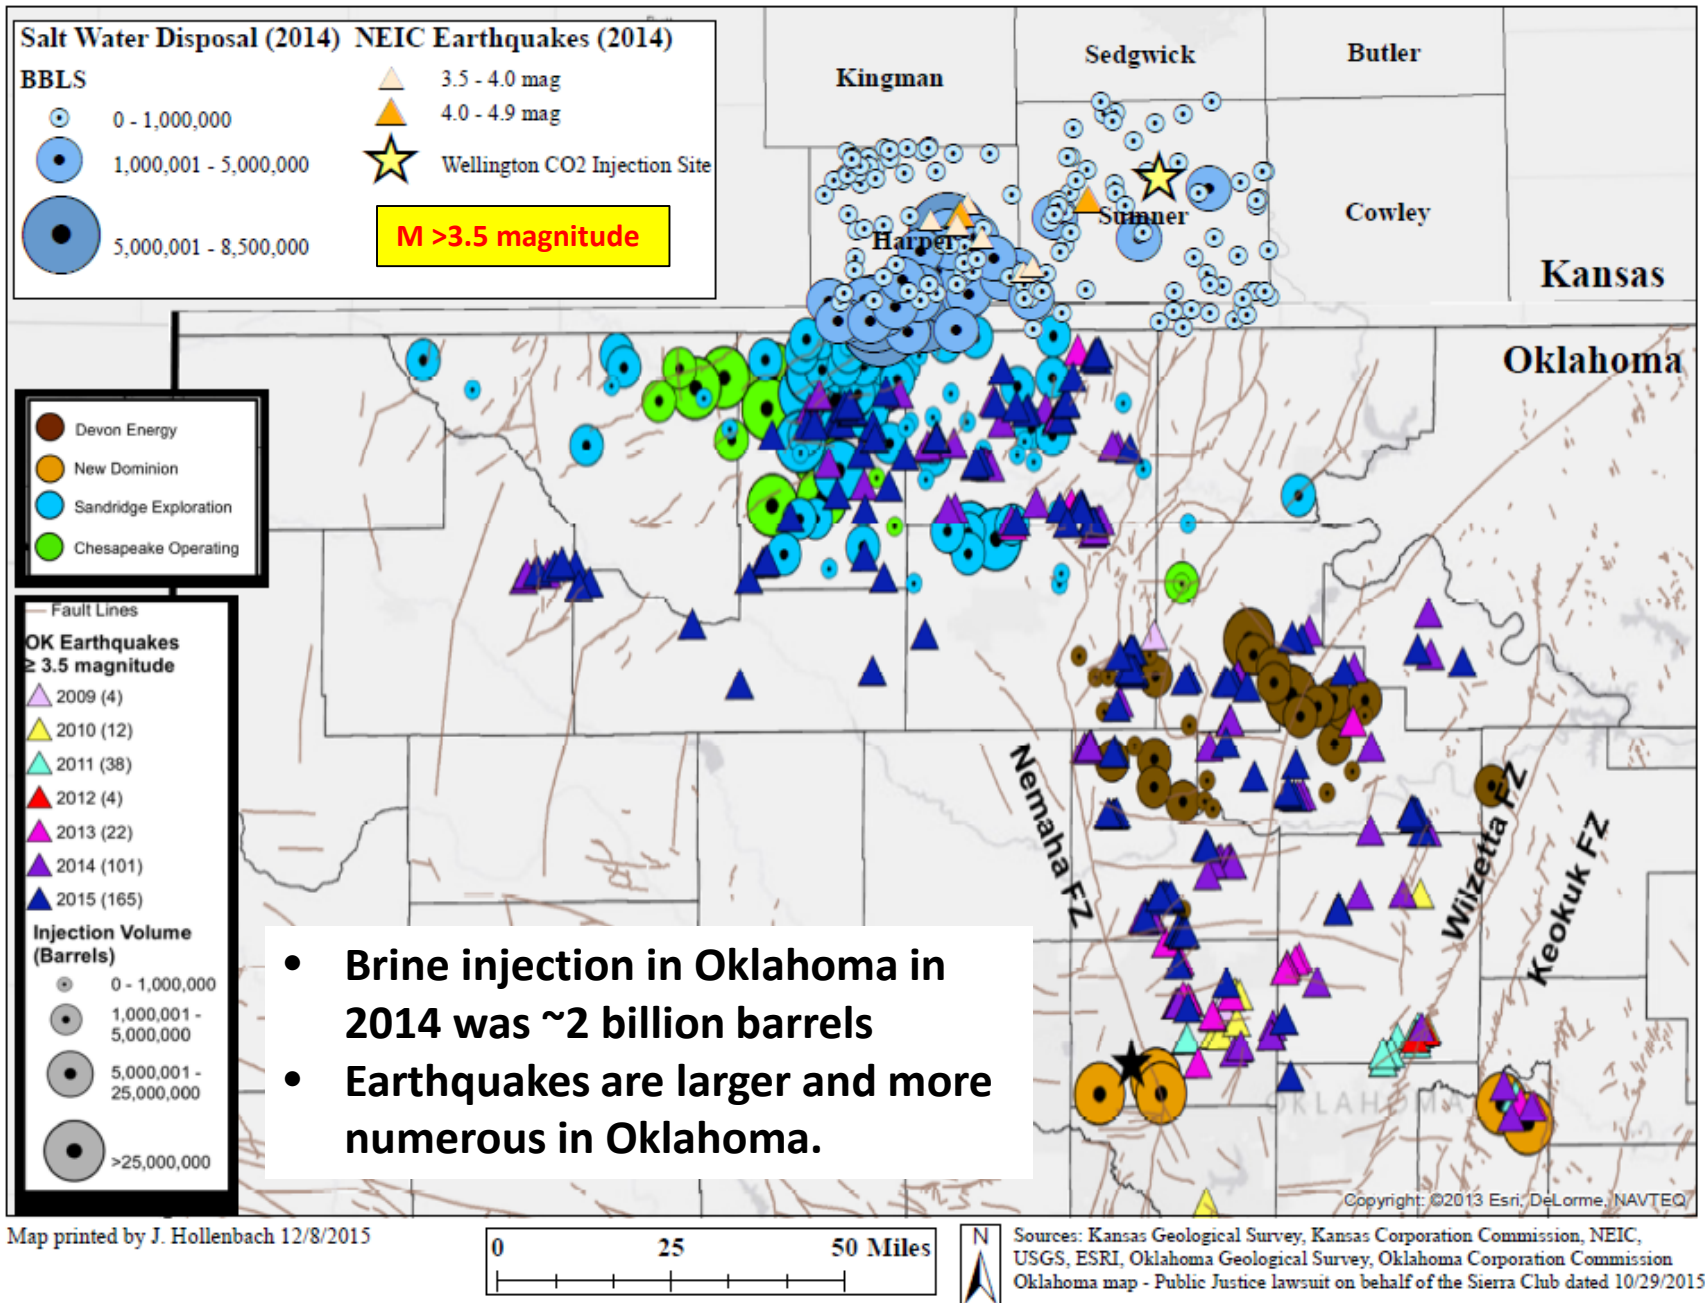 Salt Water Disposal (2014) NEIC Earthquakes (2014)
BBLS
0 - 1,000,000
1,000,001 - 5,000,000
5,000,001 - 8,500,000
3.5 - 4.0 mag
4.0 - 4.9 mag
Wellington CO2 Injection Site
M >3.5 magnitude
Kingman
Sedgwick
Butler
Harper
Sumner
Cowley
Kansas
Oklahoma
Devon Energy
New Dominion
Sandridge Exploration
Chesapeake Operating
Fault Lines
OK Earthquakes
≥ 3.5 magnitude
2009 (4)
2010 (12)
2011 (38)
2012 (4)
2013 (22)
2014 (101)
2015 (165)
Injection Volume
(Barrels)
0 - 1,000,000
1,000,001 -
5,000,000
5,000,001 -
25,000,000
>25,000,000
Nemaha FZ
Wilzetta FZ
Keokuk FZ
• Brine injection in Oklahoma in
2014 was ~2 billion barrels
• Earthquakes are larger and more
numerous in Oklahoma.
OKLAHOMA
Copyright: ©2013 Esri, DeLorme, NAVTEQ
Map printed by J. Hollenbach 12/8/2015
0 25 50 Miles
N
Sources: Kansas Geological Survey, Kansas Corporation Commission, NEIC,
USGS, ESRI, Oklahoma Geological Survey, Oklahoma Corporation Commission
Oklahoma map - Public Justice lawsuit on behalf of the Sierra Club dated 10/29/2015